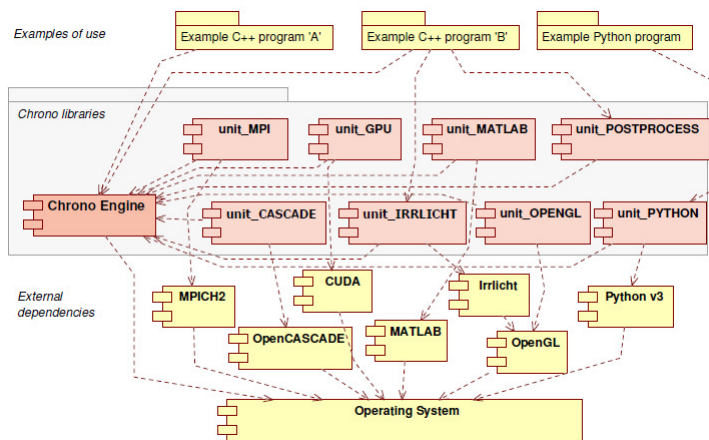 Examples of use
Example C++ program 'A'
Example C++ program 'B'
Example Python program
Chrono libraries
unit_MPI
unit_GPU
unit_MATLAB
unit_POSTPROCESS
Chrono Engine
unit_CASCADE
unit_IRRLICHT
unit_OPENGL
unit_PYTHON
External
dependencies
MPICH2
CUDA
Irrlicht
Python v3
OpenCASCADE
MATLAB
OpenGL
Operating System